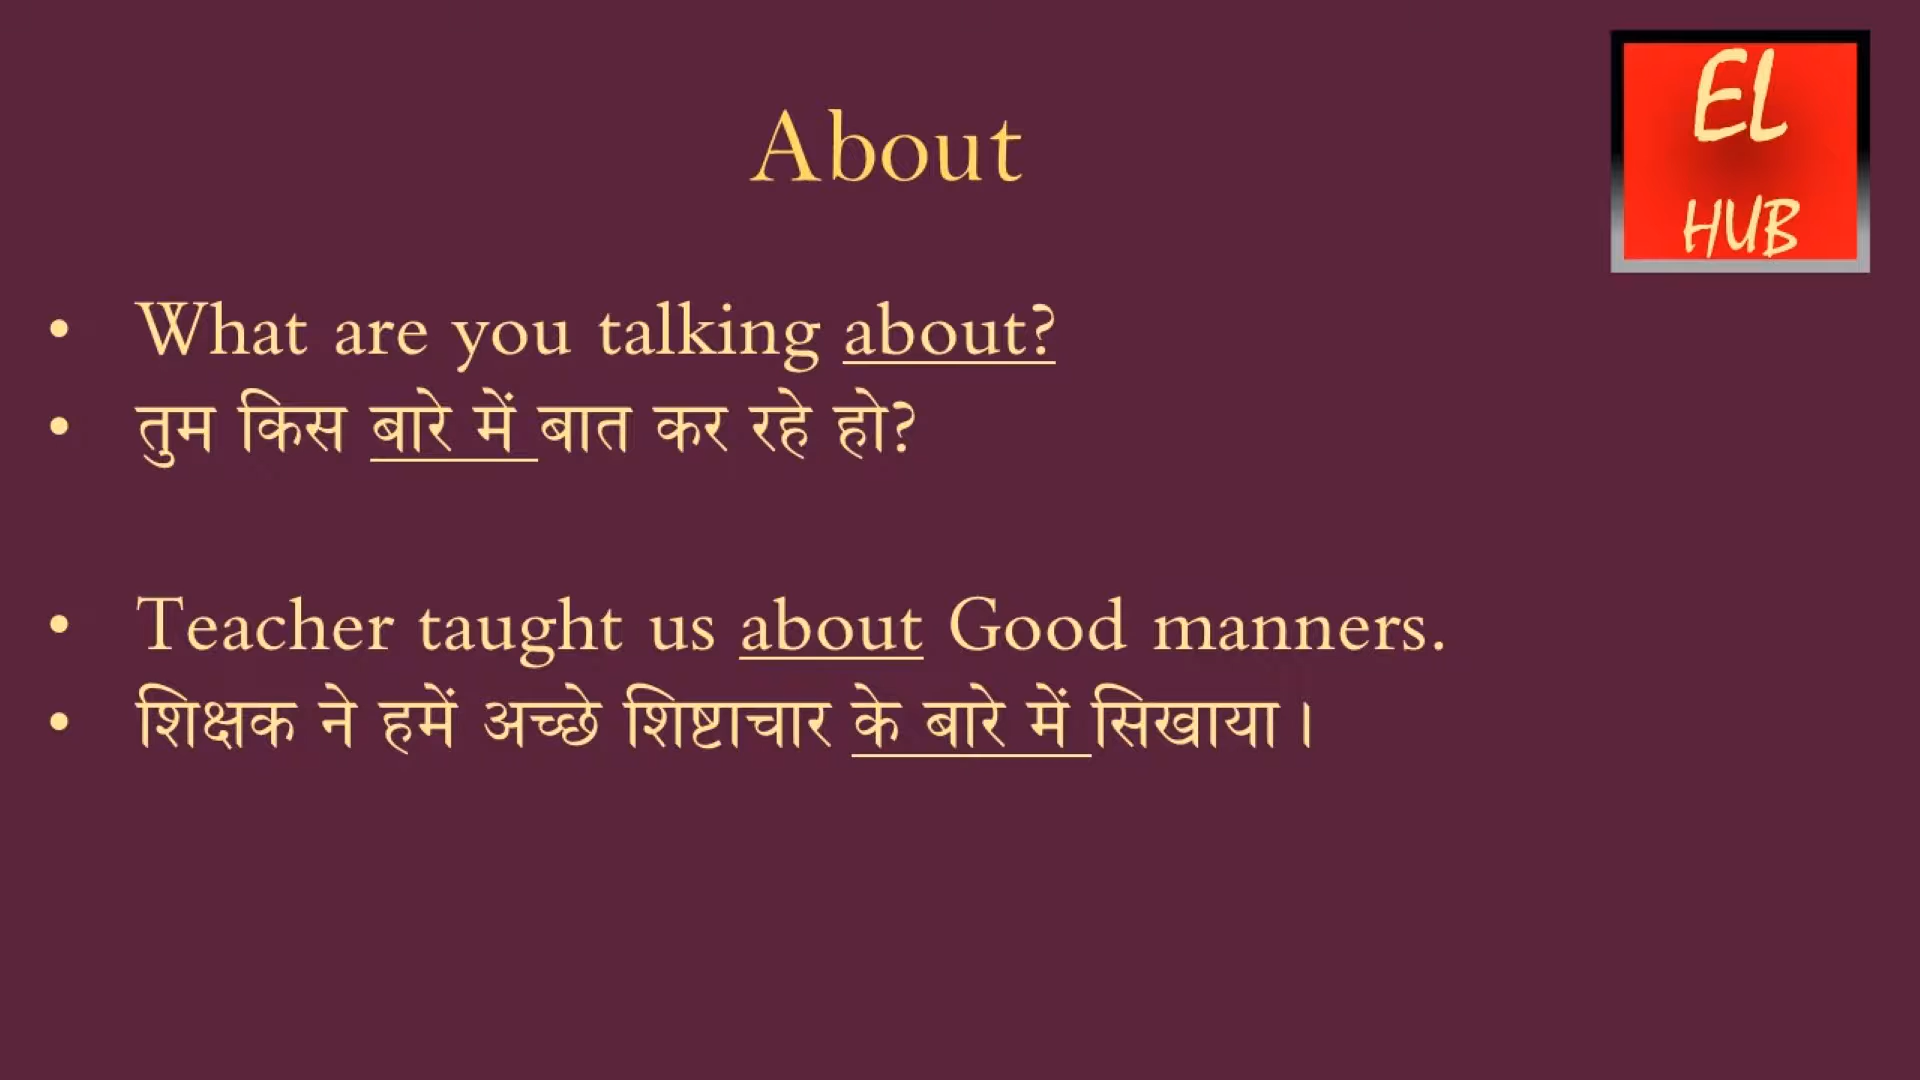 About
EL
HUB
• What are you talking about?
• तुम किस बारे में बात कर रहे हो?
• Teacher taught us about Good manners.
• शिक्षक ने हमें अच्छे शिष्टाचार के बारे में सिखाया।